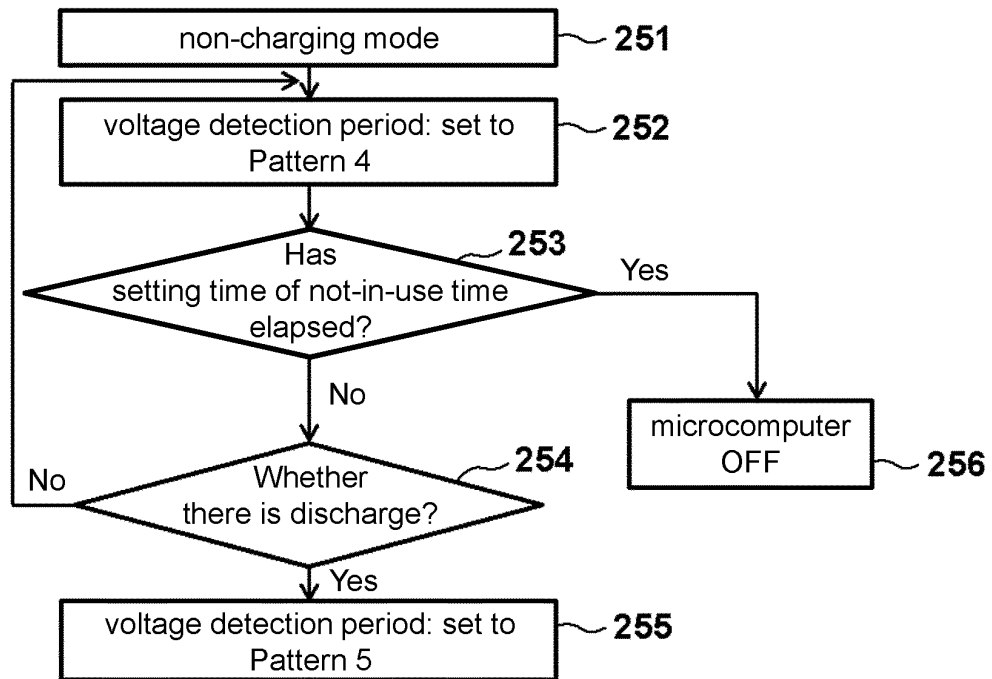 non-charging mode
251
voltage detection period: set to
Pattern 4
252
Has
setting time of not-in-use time
elapsed?
253
Yes
No
microcomputer
OFF
256
Whether
there is discharge?
254
No
Yes
voltage detection period: set to
Pattern 5
255